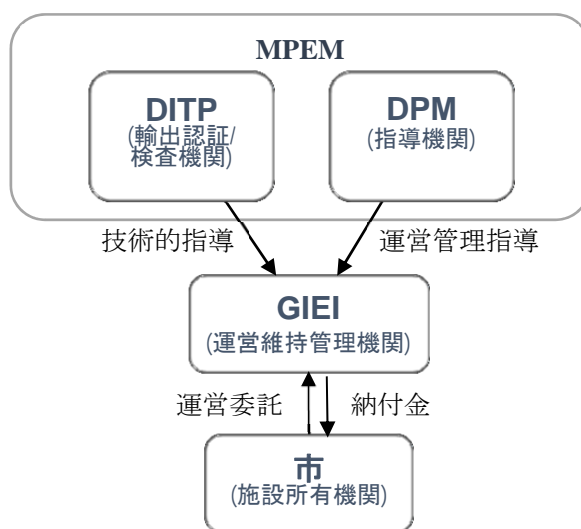 MPEM
DITP
(輸出認証/
検査機関)
DPM
(指導機関)
技術的指導
運営管理指導
GIEI
(運営維持管理機関)
運営委託
納付金
市
(施設所有機関)